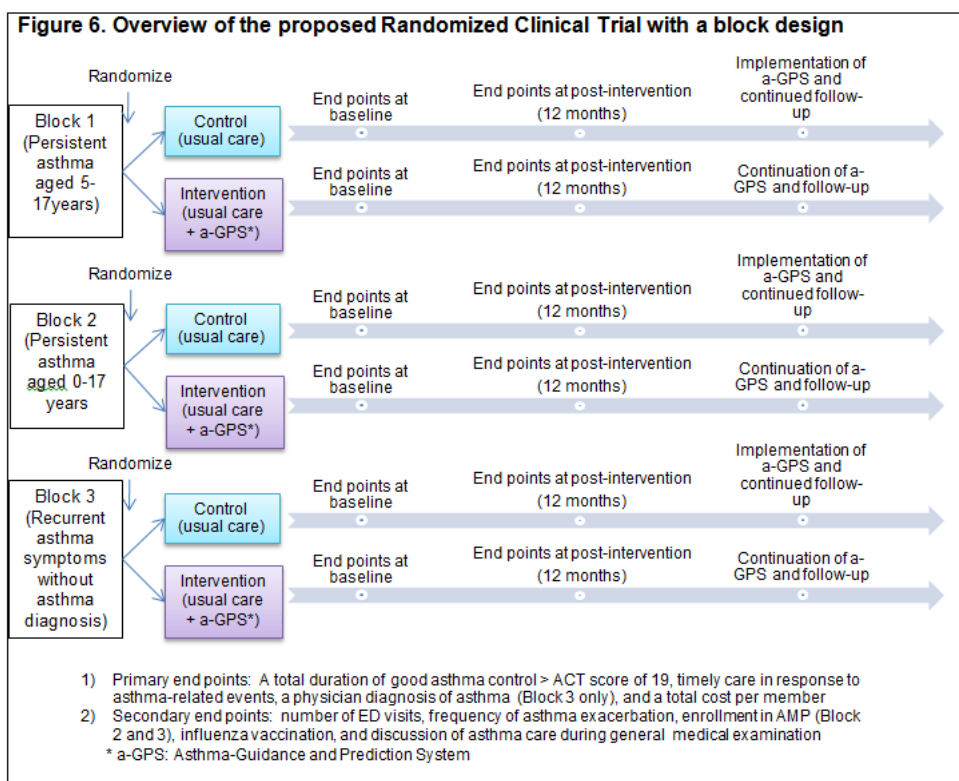 Figure 6. Overview of the proposed Randomized Clinical Trial with a block design
Randomize
Block 1
(Persistent
asthma
aged 5-
17years)
Control
(usual care)
End points at
baseline
End points at post-intervention
(12 months)
Implementation of
a-GPS and
continued follow-
up
Intervention
(usual care
+ a-GPS*)
End points at
baseline
End points at post-intervention
(12 months)
Continuation of a-
GPS and follow-up
Randomize
Block 2
(Persistent
asthma
aged 0-17
years
Control
(usual care)
End points at
baseline
End points at post-intervention
(12 months)
Implementation of
a-GPS and
continued follow-
up
Intervention
(usual care
+ a-GPS*)
End points at
baseline
End points at post-intervention
(12 months)
Continuation of a-
GPS and follow-up
Randomize
Block 3
(Recurrent
asthma
symptoms
without
asthma
diagnosis)
Control
(usual care)
End points at
baseline
End points at post-intervention
(12 months)
Implementation of
a-GPS and
continued follow-
up
Intervention
(usual care
+ a-GPS*)
End points at
baseline
End points at post-intervention
(12 months)
Continuation of a-
GPS and follow-up
1) Primary end points: A total duration of good asthma control > ACT score of 19, timely care in response to
asthma-related events, a physician diagnosis of asthma (Block 3 only), and a total cost per member
2) Secondary end points: number of ED visits, frequency of asthma exacerbation, enrollment in AMP (Block
2 and 3), influenza vaccination, and discussion of asthma care during general medical examination
* a-GPS: Asthma-Guidance and Prediction System